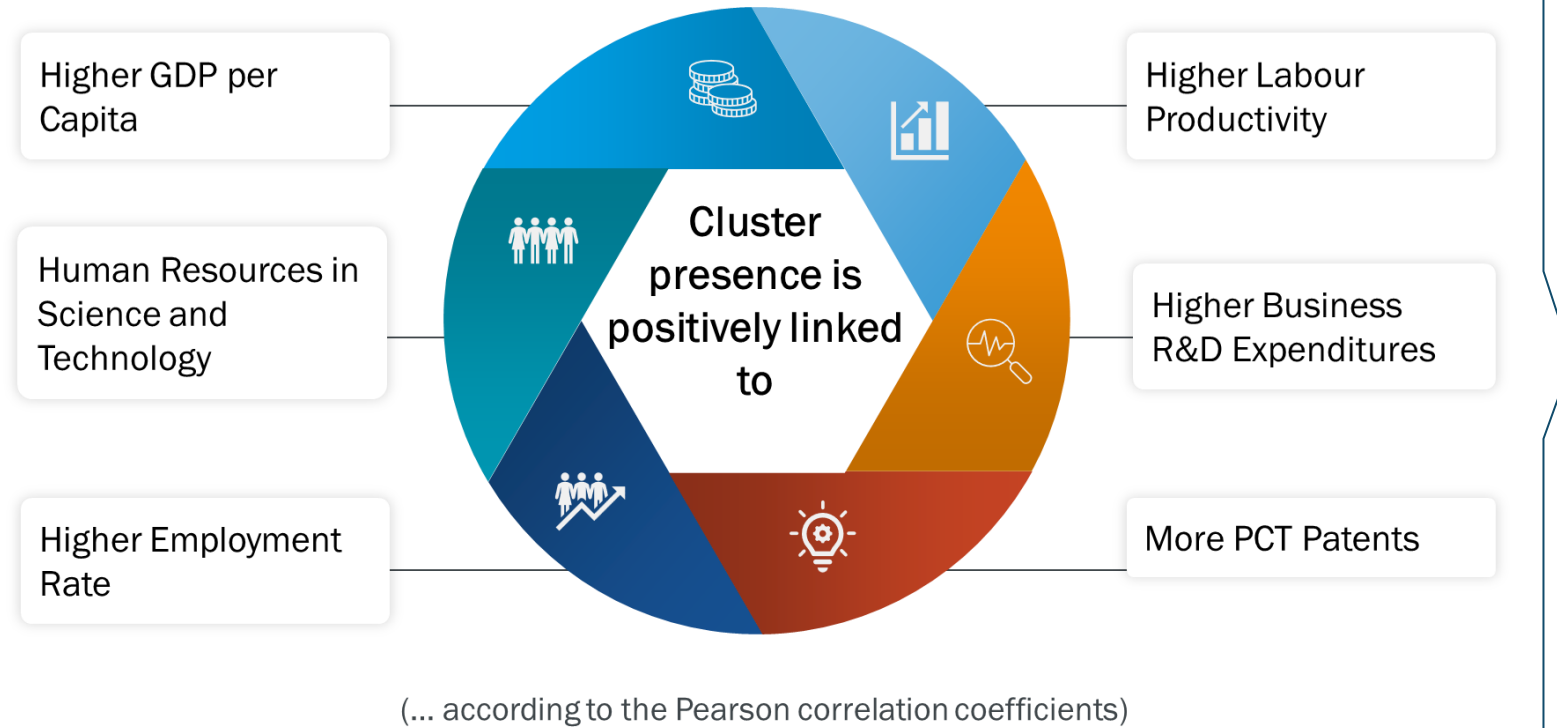 Higher GDP per
Capita
Human Resources in
Science and
Technology
Higher Employment
Rate
Cluster
presence is
positively linked
to
Higher Labour
Productivity
Higher Business
R&D Expenditures
More PCT Patents
(... according to the Pearson correlation coefficients)